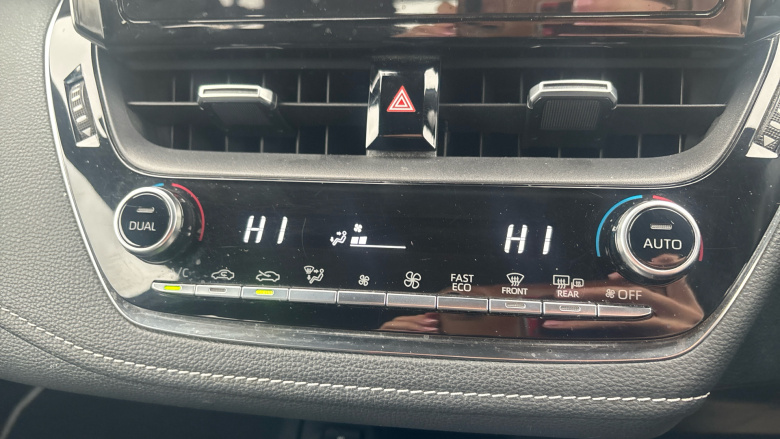 DUAL
HI
HI
AUTO
A/C
FAST
ECO
FRONT
REAR
OFF